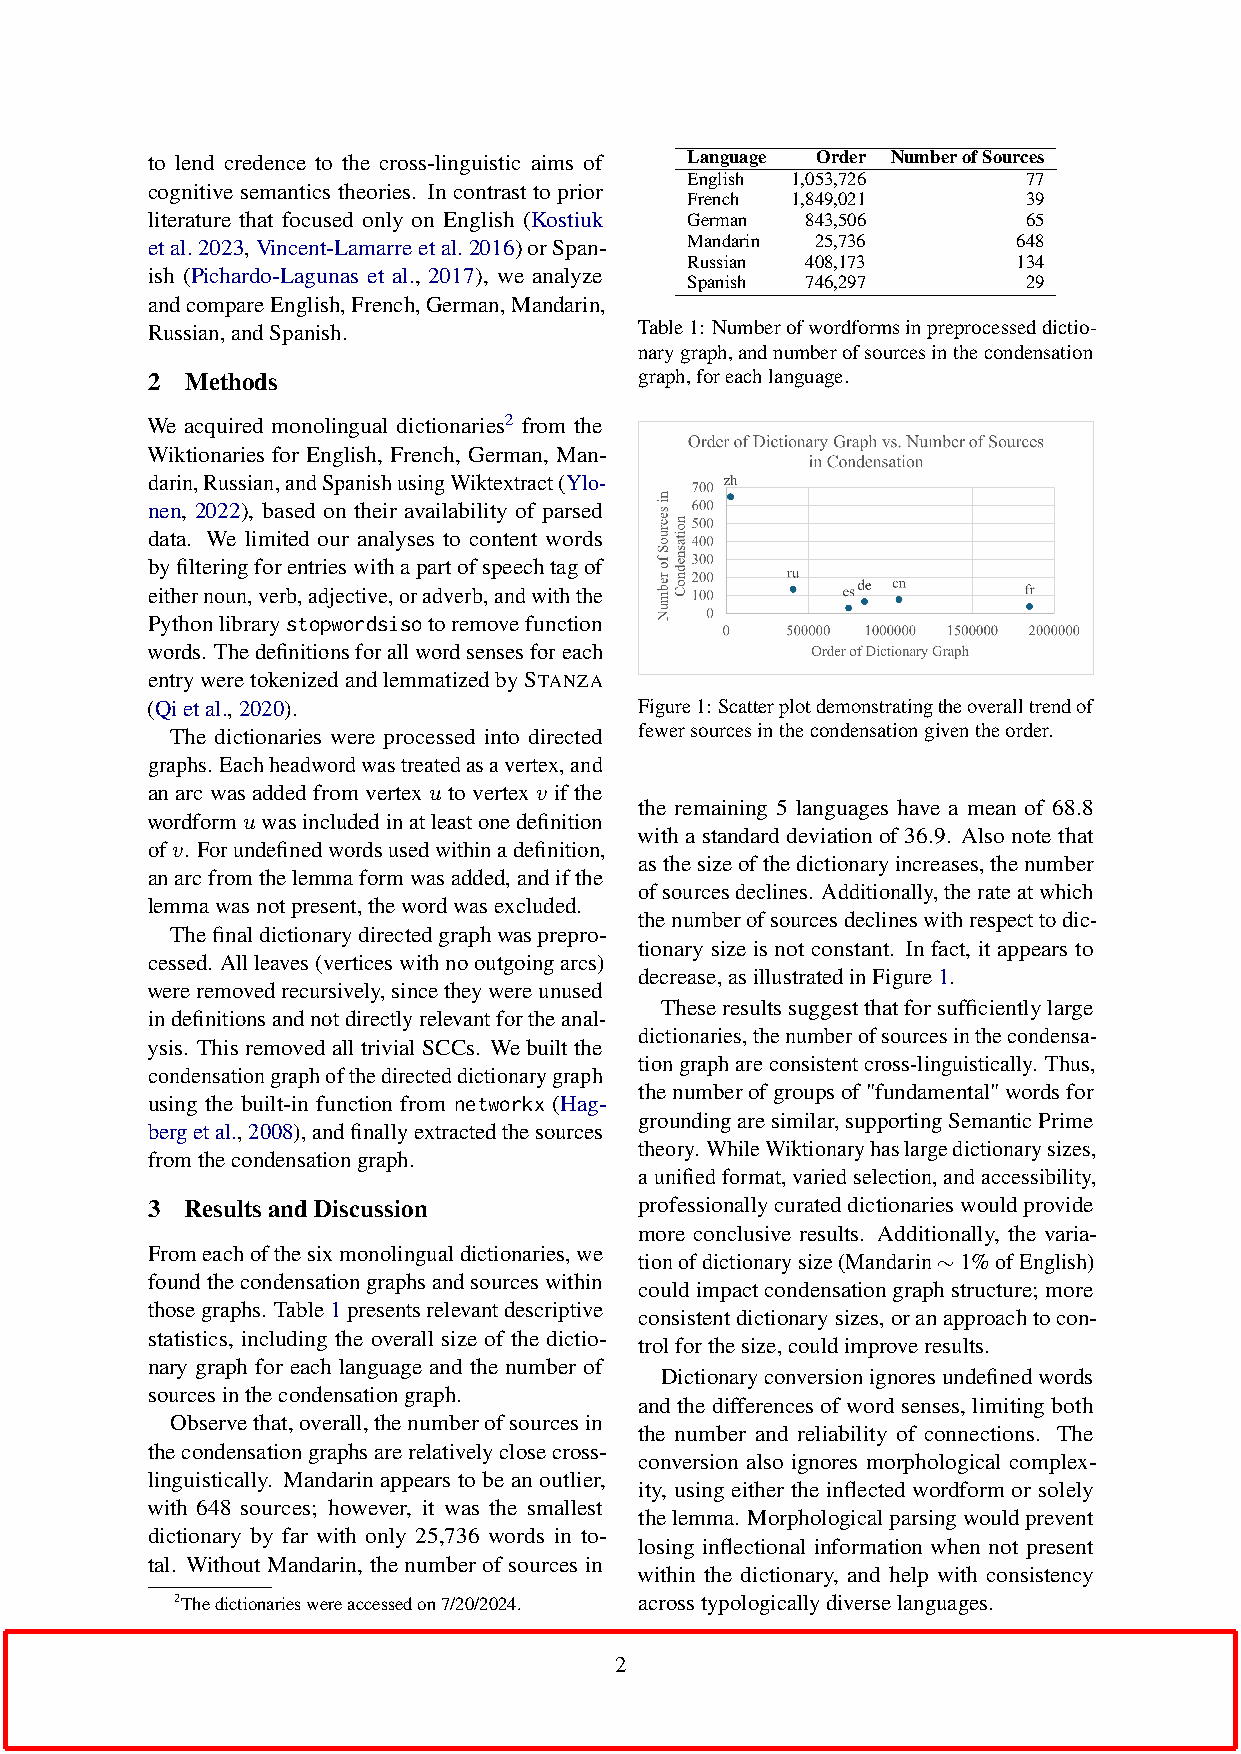 to lend credence to the cross-linguistic aims of
cognitive semantics theories. In contrast to prior
literature that focused only on English (Kostiuk
et al. 2023, Vincent-Lamarre et al. 2016) or Span-
ish (Pichardo-Lagunas et al., 2017), we analyze
and compare English, French, German, Mandarin,
Russian, and Spanish.
2 Methods
We acquired monolingual dictionaries2 from the
Wiktionaries for English, French, German, Man-
darin, Russian, and Spanish using Wiktextract (Ylo-
nen, 2022), based on their availability of parsed
data. We limited our analyses to content words
by filtering for entries with a part of speech tag of
either noun, verb, adjective, or adverb, and with the
Python library stopwordsiso to remove function
words. The definitions for all word senses for each
entry were tokenized and lemmatized by STANZA
(Qi et al., 2020).
The dictionaries were processed into directed
graphs. Each headword was treated as a vertex, and
an arc was added from vertex u to vertex v if the
wordform u was included in at least one definition
of v. For undefined words used within a definition,
an arc from the lemma form was added, and if the
lemma was not present, the word was excluded.
The final dictionary directed graph was prepro-
cessed. All leaves (vertices with no outgoing arcs)
were removed recursively, since they were unused
in definitions and not directly relevant for the anal-
ysis. This removed all trivial SCCs. We built the
condensation graph of the directed dictionary graph
using the built-in function from networkx (Hag-
berg et al., 2008), and finally extracted the sources
from the condensation graph.
3 Results and Discussion
From each of the six monolingual dictionaries, we
found the condensation graphs and sources within
those graphs. Table 1 presents relevant descriptive
statistics, including the overall size of the dictio-
nary graph for each language and the number of
sources in the condensation graph.
Observe that, overall, the number of sources in
the condensation graphs are relatively close cross-
linguistically. Mandarin appears to be an outlier,
with 648 sources; however, it was the smallest
dictionary by far with only 25,736 words in to-
tal. Without Mandarin, the number of sources in
2The dictionaries were accessed on 7/20/2024.
Language Order Number of Sources
English 1,053,726 77
French 1,849,021 39
German 843,506 65
Mandarin 25,736 648
Russian 408,173 134
Spanish 746,297 29
Table 1: Number of wordforms in preprocessed dictio-
nary graph, and number of sources in the condensation
graph, for each language.
Order of Dictionary Graph vs. Number of Sources
in Condensation
Number of Sources in
Condensation
700
600
500
400
300
200
100
0
zh
ru
es
de
en
fr
0 500000 1000000 1500000 2000000
Order of Dictionary Graph
Figure 1: Scatter plot demonstrating the overall trend of
fewer sources in the condensation given the order.
the remaining 5 languages have a mean of 68.8
with a standard deviation of 36.9. Also note that
as the size of the dictionary increases, the number
of sources declines. Additionally, the rate at which
the number of sources declines with respect to dic-
tionary size is not constant. In fact, it appears to
decrease, as illustrated in Figure 1.
These results suggest that for sufficiently large
dictionaries, the number of sources in the condensa-
tion graph are consistent cross-linguistically. Thus,
the number of groups of "fundamental" words for
grounding are similar, supporting Semantic Prime
theory. While Wiktionary has large dictionary sizes,
a unified format, varied selection, and accessibility,
professionally curated dictionaries would provide
more conclusive results. Additionally, the varia-
tion of dictionary size (Mandarin ∼ 1% of English)
could impact condensation graph structure; more
consistent dictionary sizes, or an approach to con-
trol for the size, could improve results.
Dictionary conversion ignores undefined words
and the differences of word senses, limiting both
the number and reliability of connections. The
conversion also ignores morphological complex-
ity, using either the inflected wordform or solely
the lemma. Morphological parsing would prevent
losing inflectional information when not present
within the dictionary, and help with consistency
across typologically diverse languages.
2